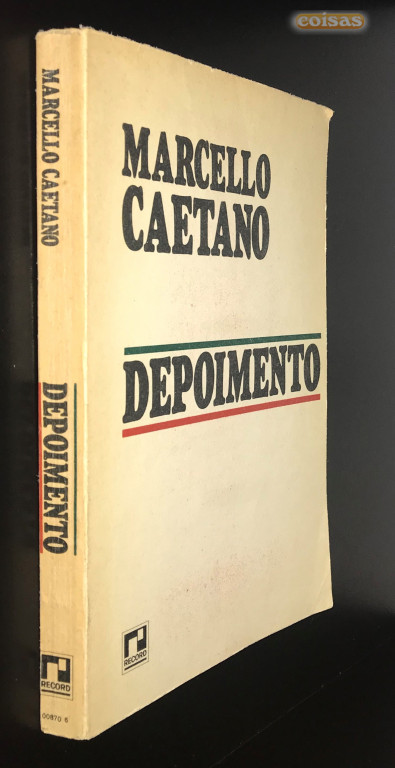 coisas
MARCELLO
CAETANO
DEPOIMENTO
RECORD
MARCELLO CAETANO
DEPOIMENTO
RECORD
00870 6